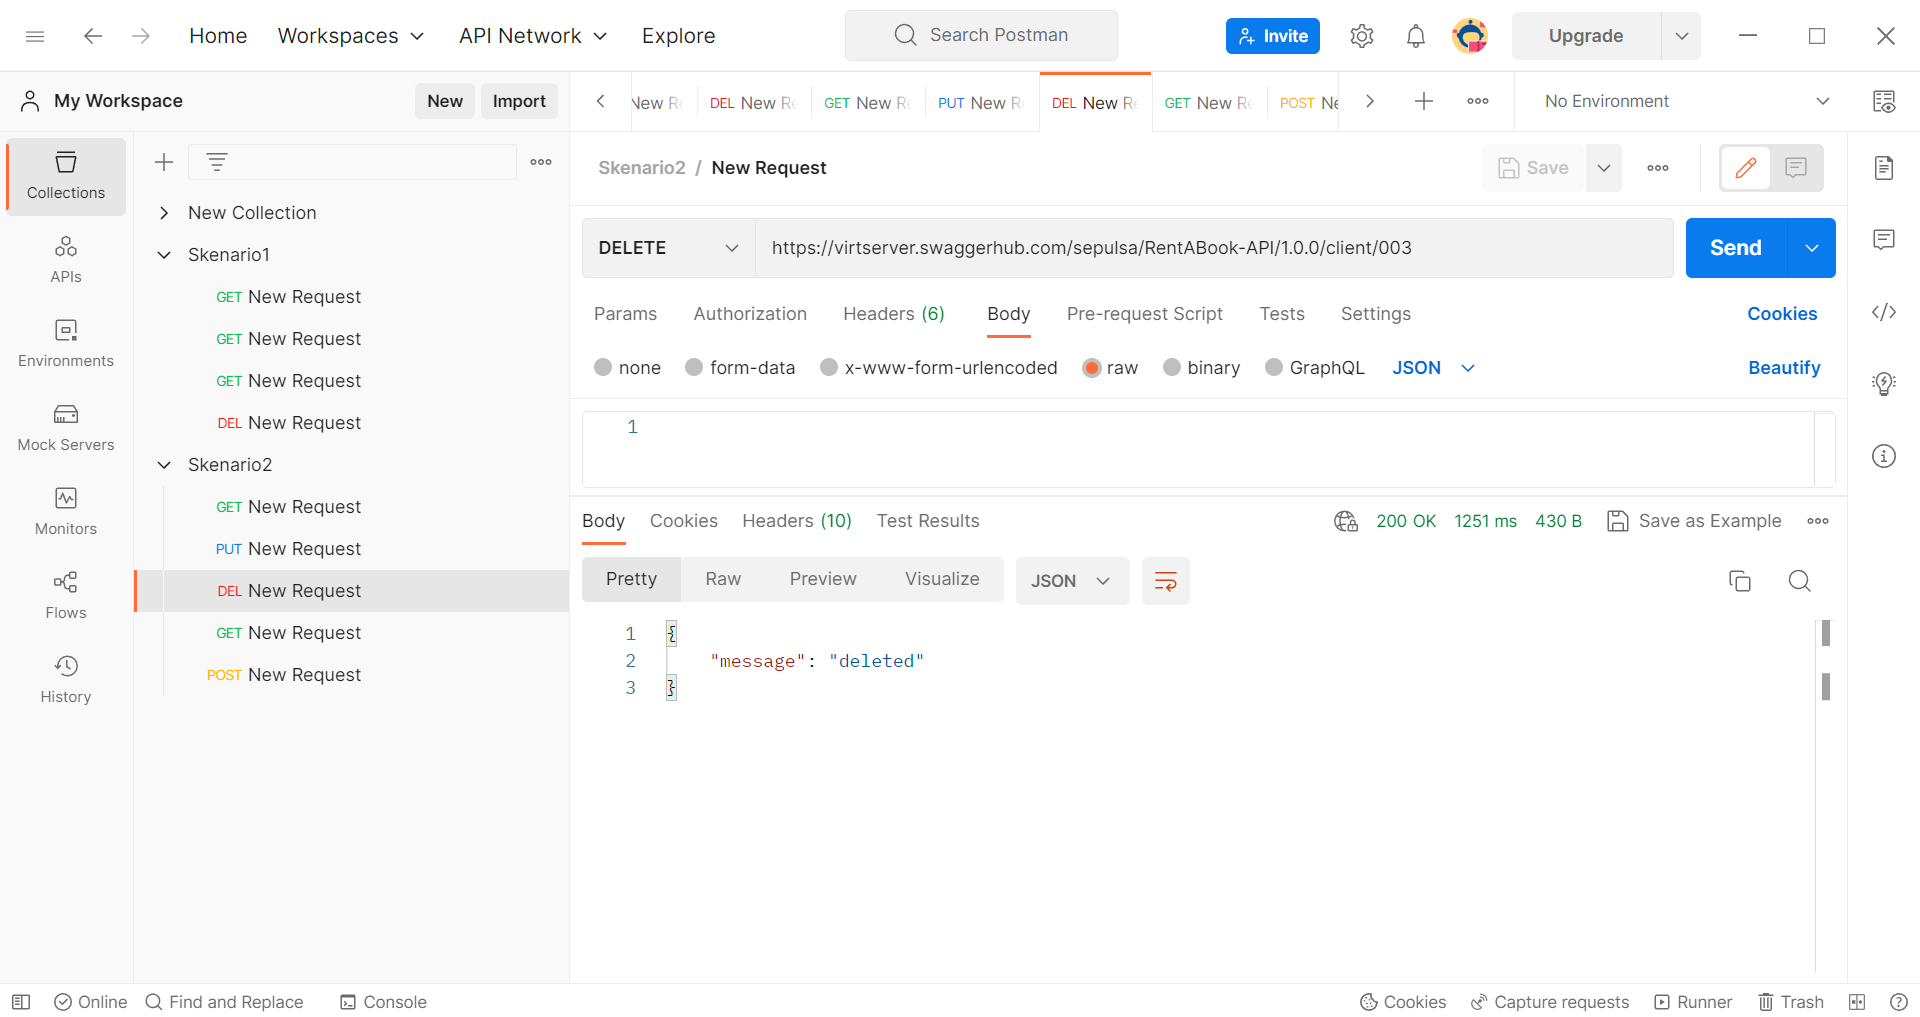 Home Workspaces API Network Explore Search Postman Invite Upgrade
My Workspace New Import
New Re DEL New Re GET New Re PUT New Re DEL New Re GET New Re POST Ne No Environment
Collections
APIs
Environments
Mock Servers
Monitors
Flows
History
New Collection
Skenario1
GET New Request
GET New Request
GET New Request
DEL New Request
Skenario2
GET New Request
PUT New Request
DEL New Request
GET New Request
POST New Request
Skenario2 / New Request Save
DELETE https://virtserver.swaggerhub.com/sepulsa/RentABook-API/1.0.0/client/003 Send
Params Authorization Headers (6) Body Pre-request Script Tests Settings Cookies
none form-data x-www-form-urlencoded raw binary GraphQL JSON Beautify
1
Body Cookies Headers (10) Test Results 200 OK 1251 ms 430 B Save as Example
Pretty Raw Preview Visualize JSON
1 {
2 "message": "deleted"
3 }
Online Find and Replace Console Cookies Capture requests Runner Trash